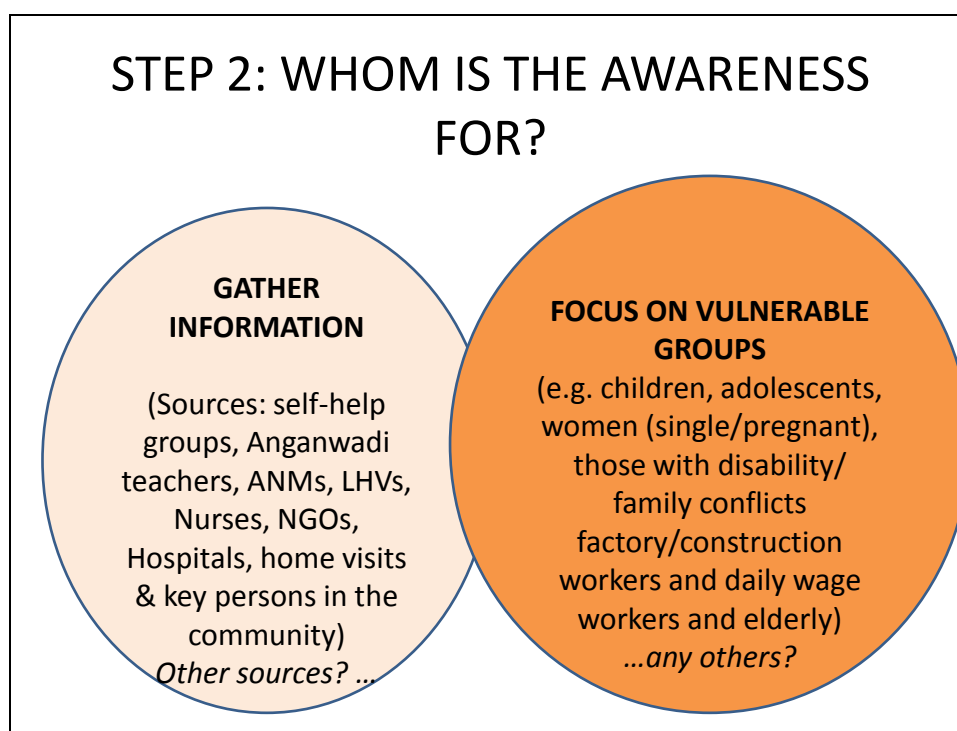 STEP 2: WHOM IS THE AWARENESS
FOR?
GATHER
INFORMATION
(Sources: self-help
groups, Anganwadi
teachers, ANMs, LHVs,
Nurses, NGOs,
Hospitals, home visits
& key persons in the
community)
Other sources? …
FOCUS ON VULNERABLE
GROUPS
(e.g. children, adolescents,
women (single/pregnant),
those with disability/
family conflicts
factory/construction
workers and daily wage
workers and elderly)
…any others?